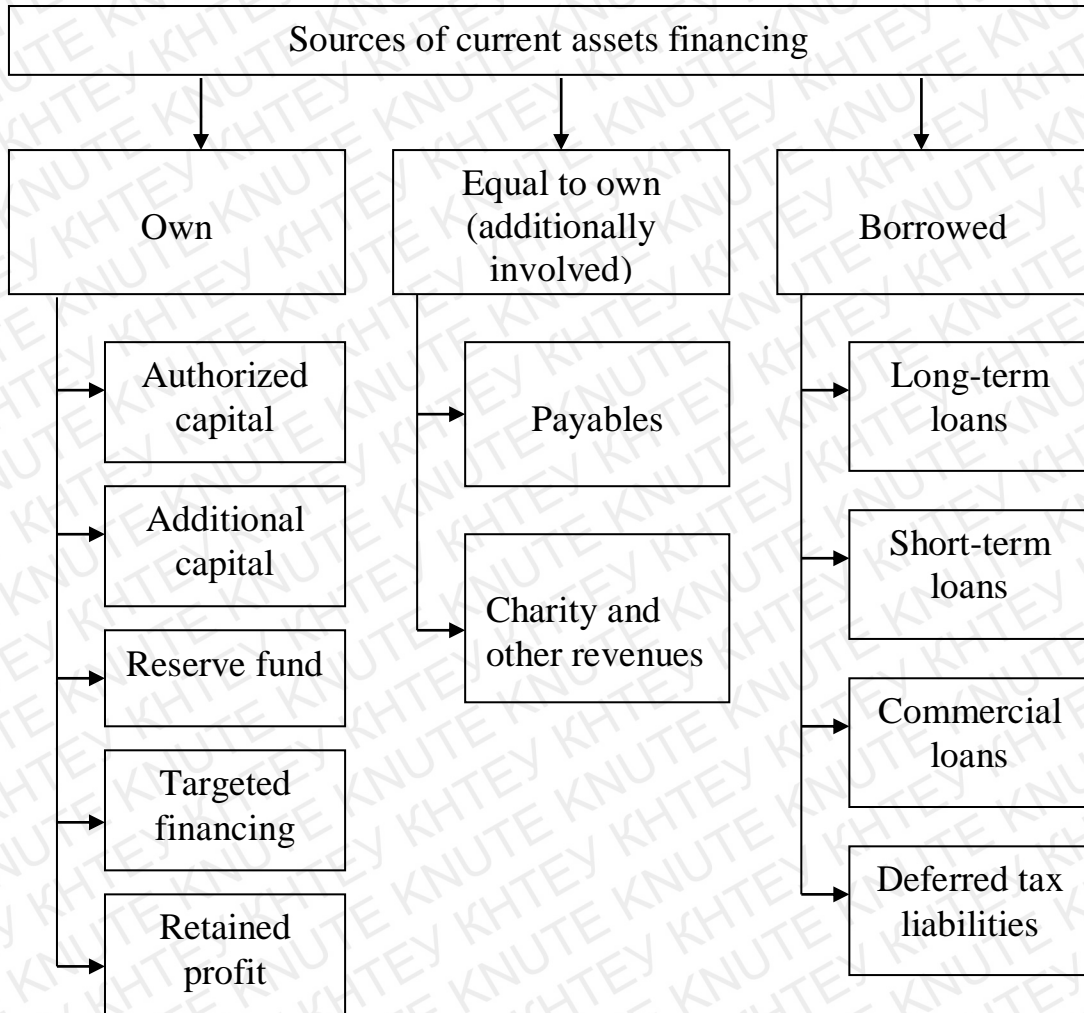 Sources of current assets financing
Own
Equal to own
(additionally
involved)
Borrowed
Authorized
capital
Additional
capital
Reserve fund
Targeted
financing
Retained
profit
Payables
Charity and
other revenues
Long-term
loans
Short-term
loans
Commercial
loans
Deferred tax
liabilities